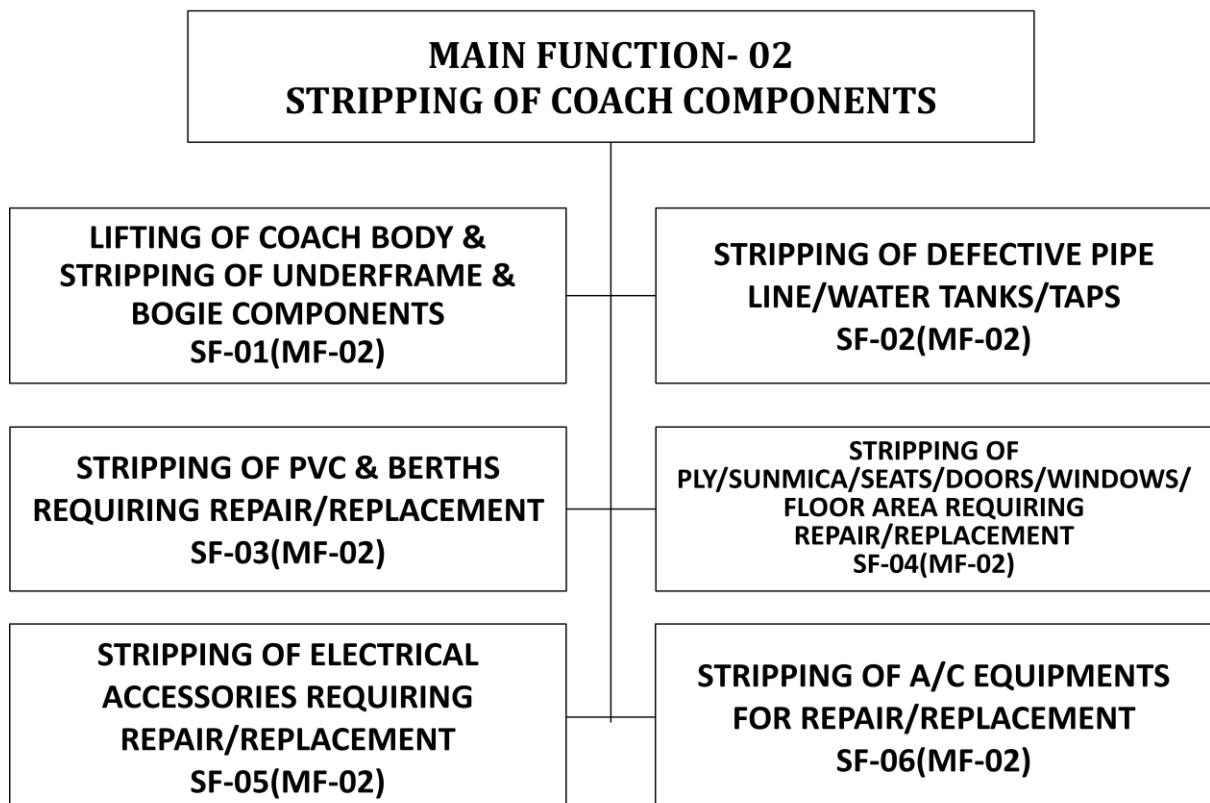 MAIN FUNCTION- 02
STRIPPING OF COACH COMPONENTS
LIFTING OF COACH BODY &
STRIPPING OF UNDERFRAME &
BOGIE COMPONENTS
SF-01(MF-02)
STRIPPING OF DEFECTIVE PIPE
LINE/WATER TANKS/TAPS
SF-02(MF-02)
STRIPPING OF PVC & BERTHS
REQUIRING REPAIR/REPLACEMENT
SF-03(MF-02)
STRIPPING OF
PLY/SUNMICA/SEATS/DOORS/WINDOWS/
FLOOR AREA REQUIRING
REPAIR/REPLACEMENT
SF-04(MF-02)
STRIPPING OF ELECTRICAL
ACCESSORIES REQUIRING
REPAIR/REPLACEMENT
SF-05(MF-02)
STRIPPING OF A/C EQUIPMENTS
FOR REPAIR/REPLACEMENT
SF-06(MF-02)